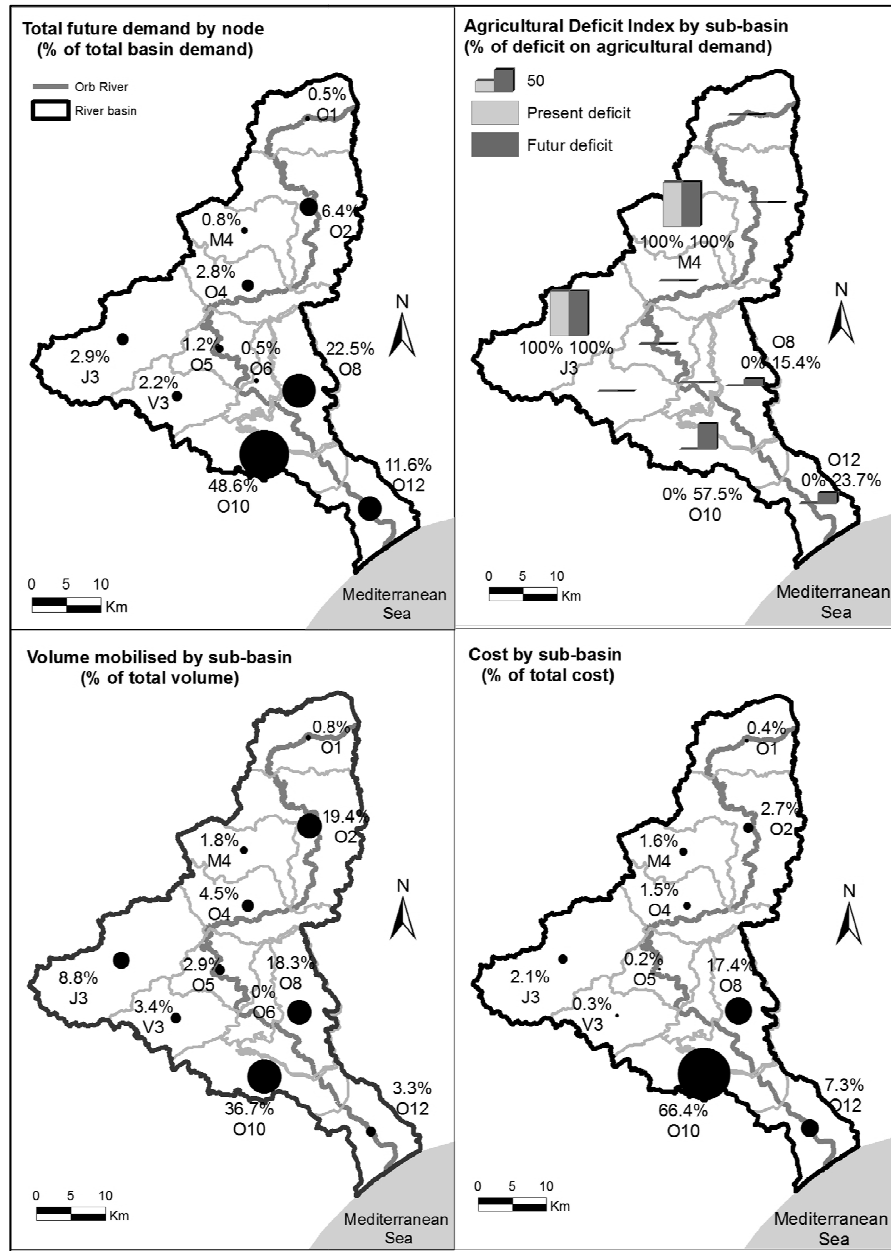 Total future demand by node
(% of total basin demand)
Orb River
River basin
0.5%
O1
6.4%
O2
0.8%
M4
2.8%
O4
2.9%
J3
1.2%
O5
0.5%
O6
22.5%
O8
2.2%
V3
48.6%
O10
11.6%
O12
N
0 5 10
Km
Mediterranean
Sea
Agricultural Deficit Index by sub-basin
(% of deficit on agricultural demand)
50
Present deficit
Futur deficit
100% 100%
M4
100% 100%
J3
O8
0% 15.4%
O12
0% 23.7%
0% 57.5%
O10
N
0 5 10
Km
Mediterranean
Sea
Volume mobilised by sub-basin
(% of total volume)
0.8%
O1
19.4%
O2
1.8%
M4
4.5%
O4
8.8%
J3
2.9%
O5
0%
O6
18.3%
O8
3.4%
V3
36.7%
O10
3.3%
O12
N
0 5 10
Km
Mediterranean
Sea
Cost by sub-basin
(% of total cost)
0.4%
O1
2.7%
O2
1.6%
M4
1.5%
O4
2.1%
J3
0.2%
O5
17.4%
O8
0.3%
V3
66.4%
O10
7.3%
O12
N
0 5 10
Km
Mediterranean
Sea